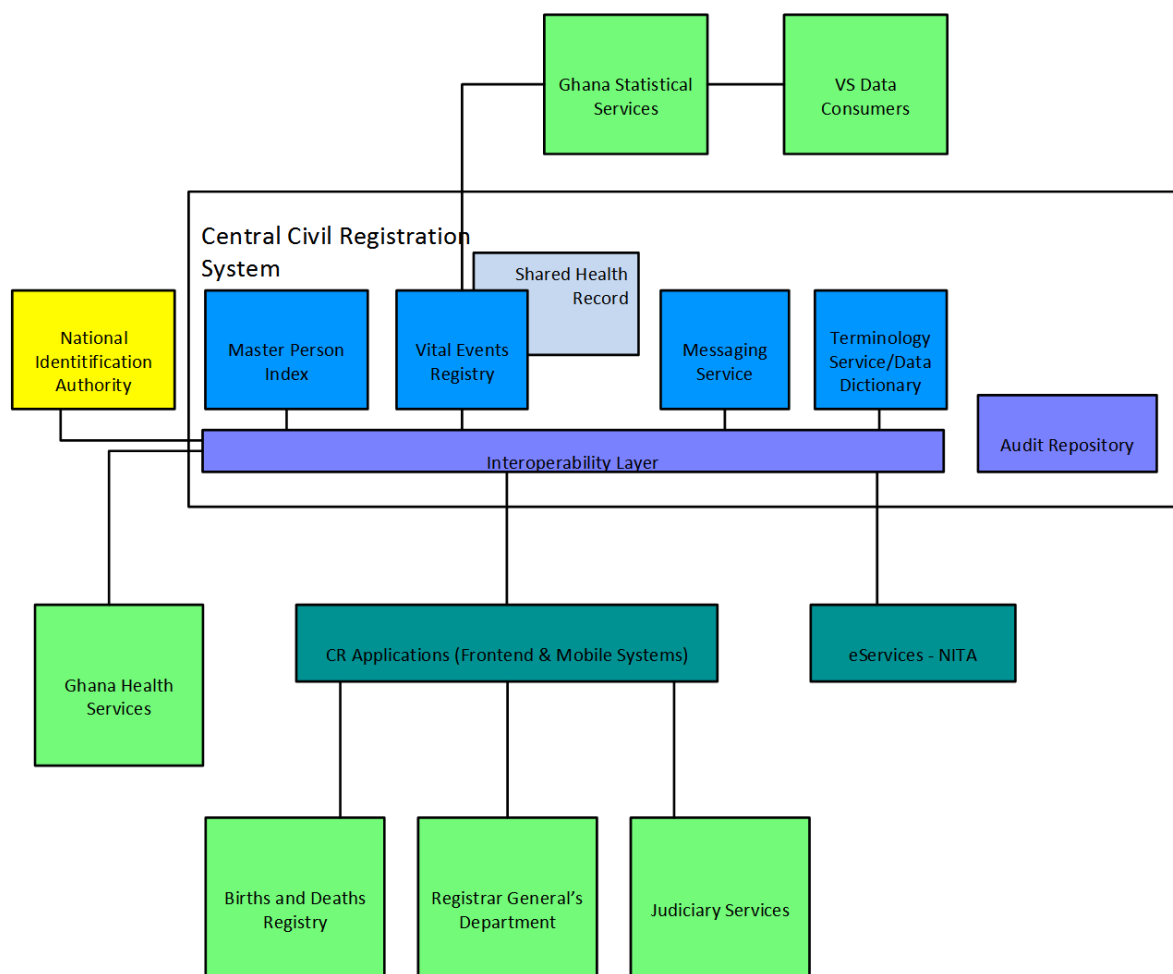 Ghana Statistical
Services
VS Data
Consumers
Central Civil Registration
System
Shared Health
Record
National
Identitification
Authority
Master Person
Index
Vital Events
Registry
Messaging
Service
Terminology
Service/Data
Dictionary
Audit Repository
Interoperability Layer
CR Applications (Frontend & Mobile Systems)
eServices - NITA
Ghana Health
Services
Births and Deaths
Registry
Registrar General’s
Department
Judiciary Services